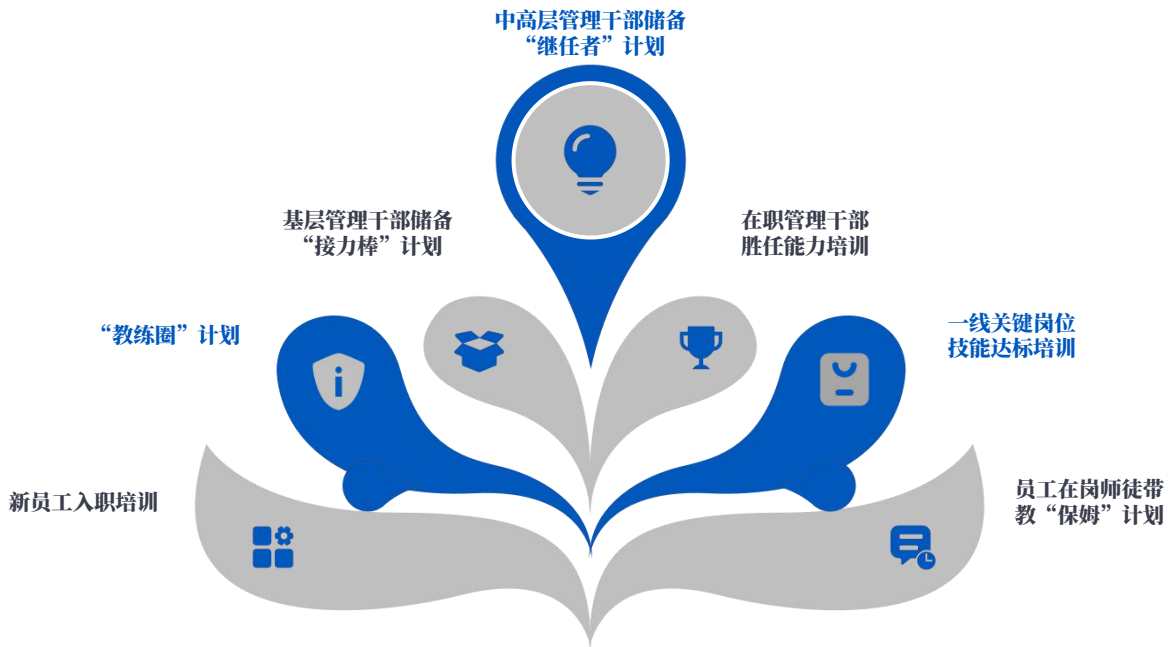 中高层管理干部储备
“继任者”计划
基层管理干部储备
“接力棒”计划
在职管理干部
胜任能力培训
“教练圈”计划
一线关键岗位
技能达标培训
新员工入职培训
员工在岗师徒带
教“保姆”计划